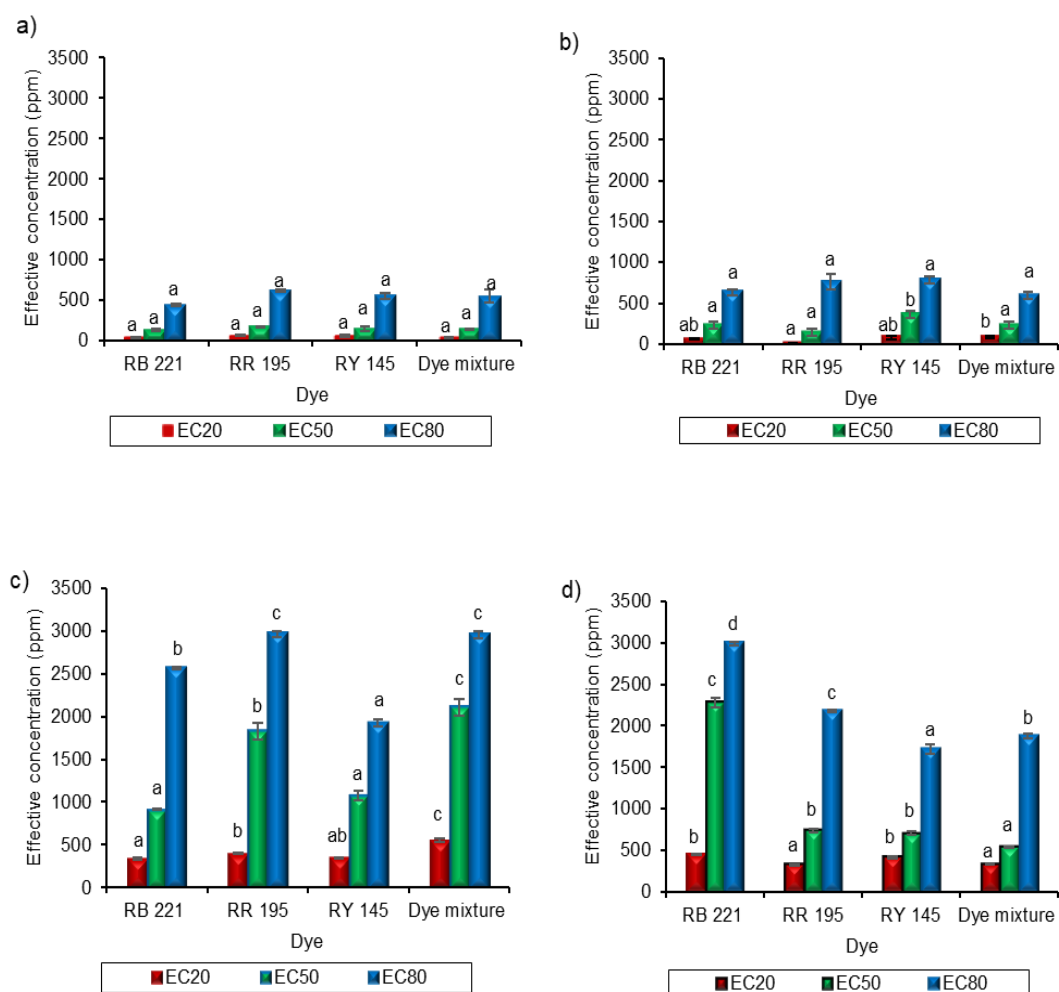 a)
Effective concentration (ppm)
3500
3000
2500
2000
1500
1000
500
0
a a a
a a a
a a a
a a a
RB 221 RR 195 RY 145 Dye mixture
Dye
EC20 EC50 EC80
b)
Effective concentration (ppm)
3500
3000
2500
2000
1500
1000
500
0
ab a a
a a a
ab b a
b a a
RB 221 RR 195 RY 145 Dye mixture
Dye
EC20 EC50 EC80
c)
Effective concentration (ppm)
3500
3000
2500
2000
1500
1000
500
0
a a b
b b c
ab a a
c c c
RB 221 RR 195 RY 145 Dye mixture
Dye
EC20 EC50 EC80
d)
Effective concentration (ppm)
3500
3000
2500
2000
1500
1000
500
0
b c d
a b c
b b a
a a b
RB 221 RR 195 RY 145 Dye mixture
Dye
EC20 EC50 EC80